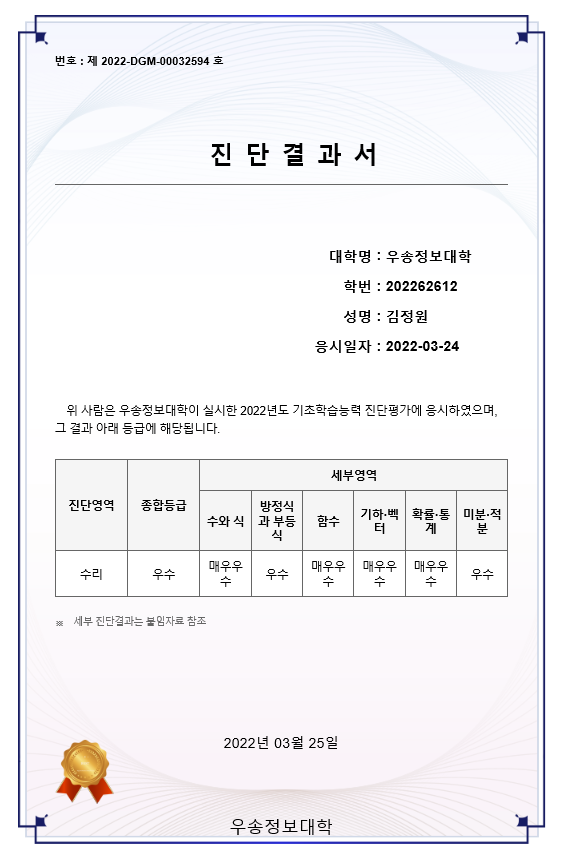 번호 : 제 2022-DGM-00032594 호
진 단 결 과 서
대학명 : 우송정보대학
학번 : 202262612
성명 : 김정원
응시일자 : 2022-03-24
위 사람은 우송정보대학이 실시한 2022년도 기초학습능력 진단평가에 응시하였으며,
그 결과 아래 등급에 해당됩니다.
진단영역 종합등급 세부영역
수와 식 방정식과 부등식 함수 기하·벡터 확률·통계 미분·적분
수리 우수 매우우수 우수 매우우수 매우우수 매우우수 우수
※ 세부 진단결과는 붙임자료 참조
2022년 03월 25일
우송정보대학